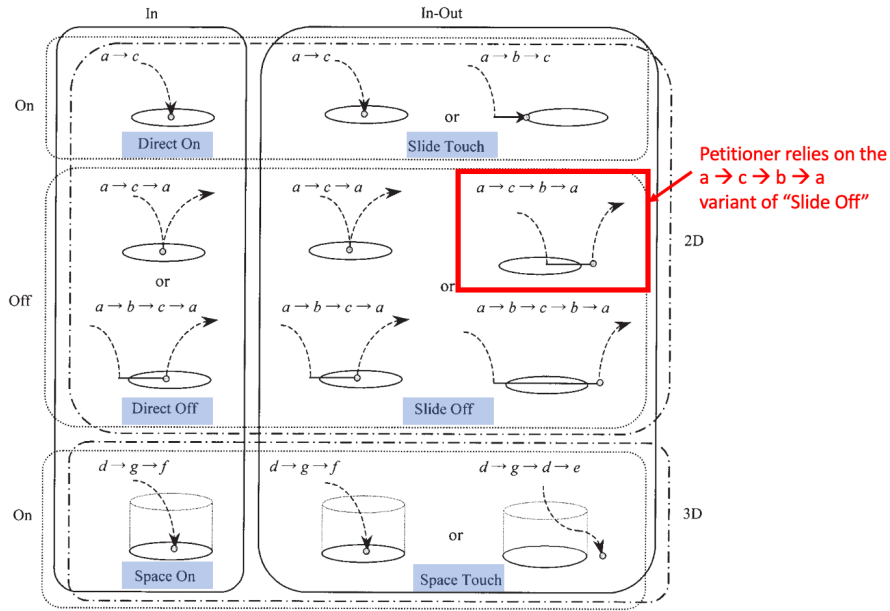 In
In-Out
a → c
a → c
a → b → c
On
or
Direct On
Slide Touch
Petitioner relies on the
a → c → b → a
variant of “Slide Off”
a → c → a
a → c → a
a → c → b → a
2D
or
or
Off
a → b → c → a
a → b → c → a
a → b → c → b → a
Direct Off
Slide Off
d → g → f
d → g → f
d → g → d → e
On
3D
or
Space On
Space Touch